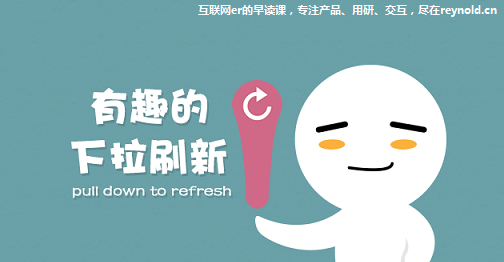 互联网er的早读课，专注产品、用研、交互，尽在reynold.cn
有趣的
下拉刷新
pull down to refresh